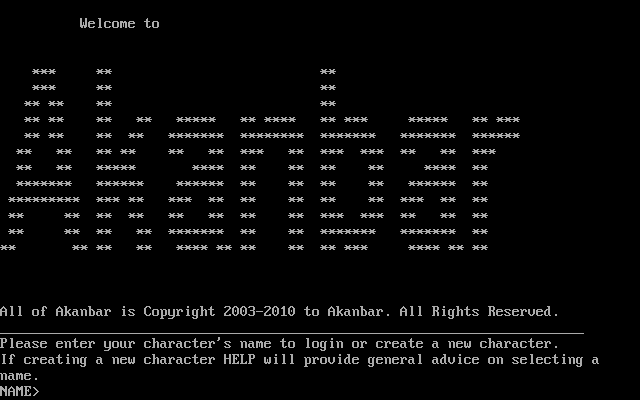 Welcome to
Akanbar
All of Akanbar is Copyright 2003-2010 to Akanbar. All Rights Reserved.
Please enter your character's name to login or create a new character.
If creating a new character HELP will provide general advice on selecting a
name.
NAME>